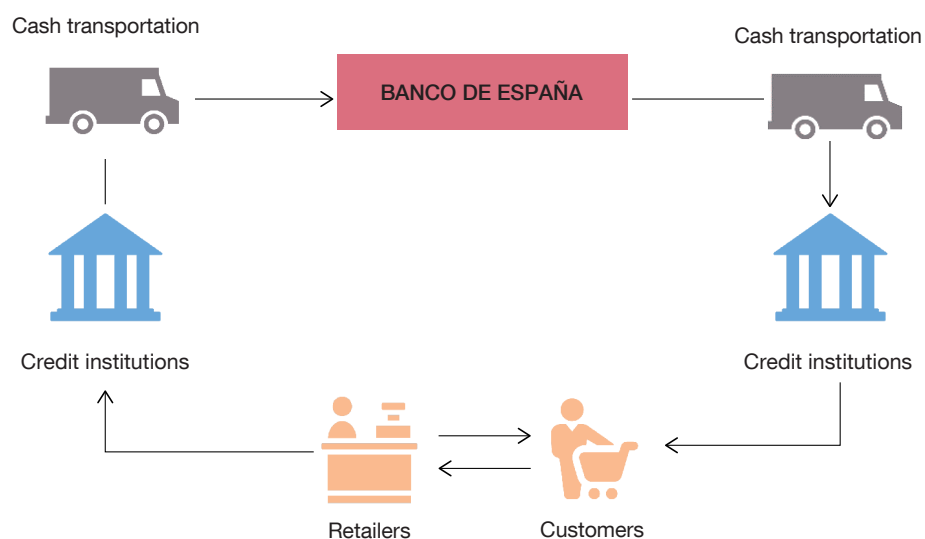 Cash transportation
Cash transportation
BANCO DE ESPAÑA
Credit institutions
Credit institutions
Retailers
Customers